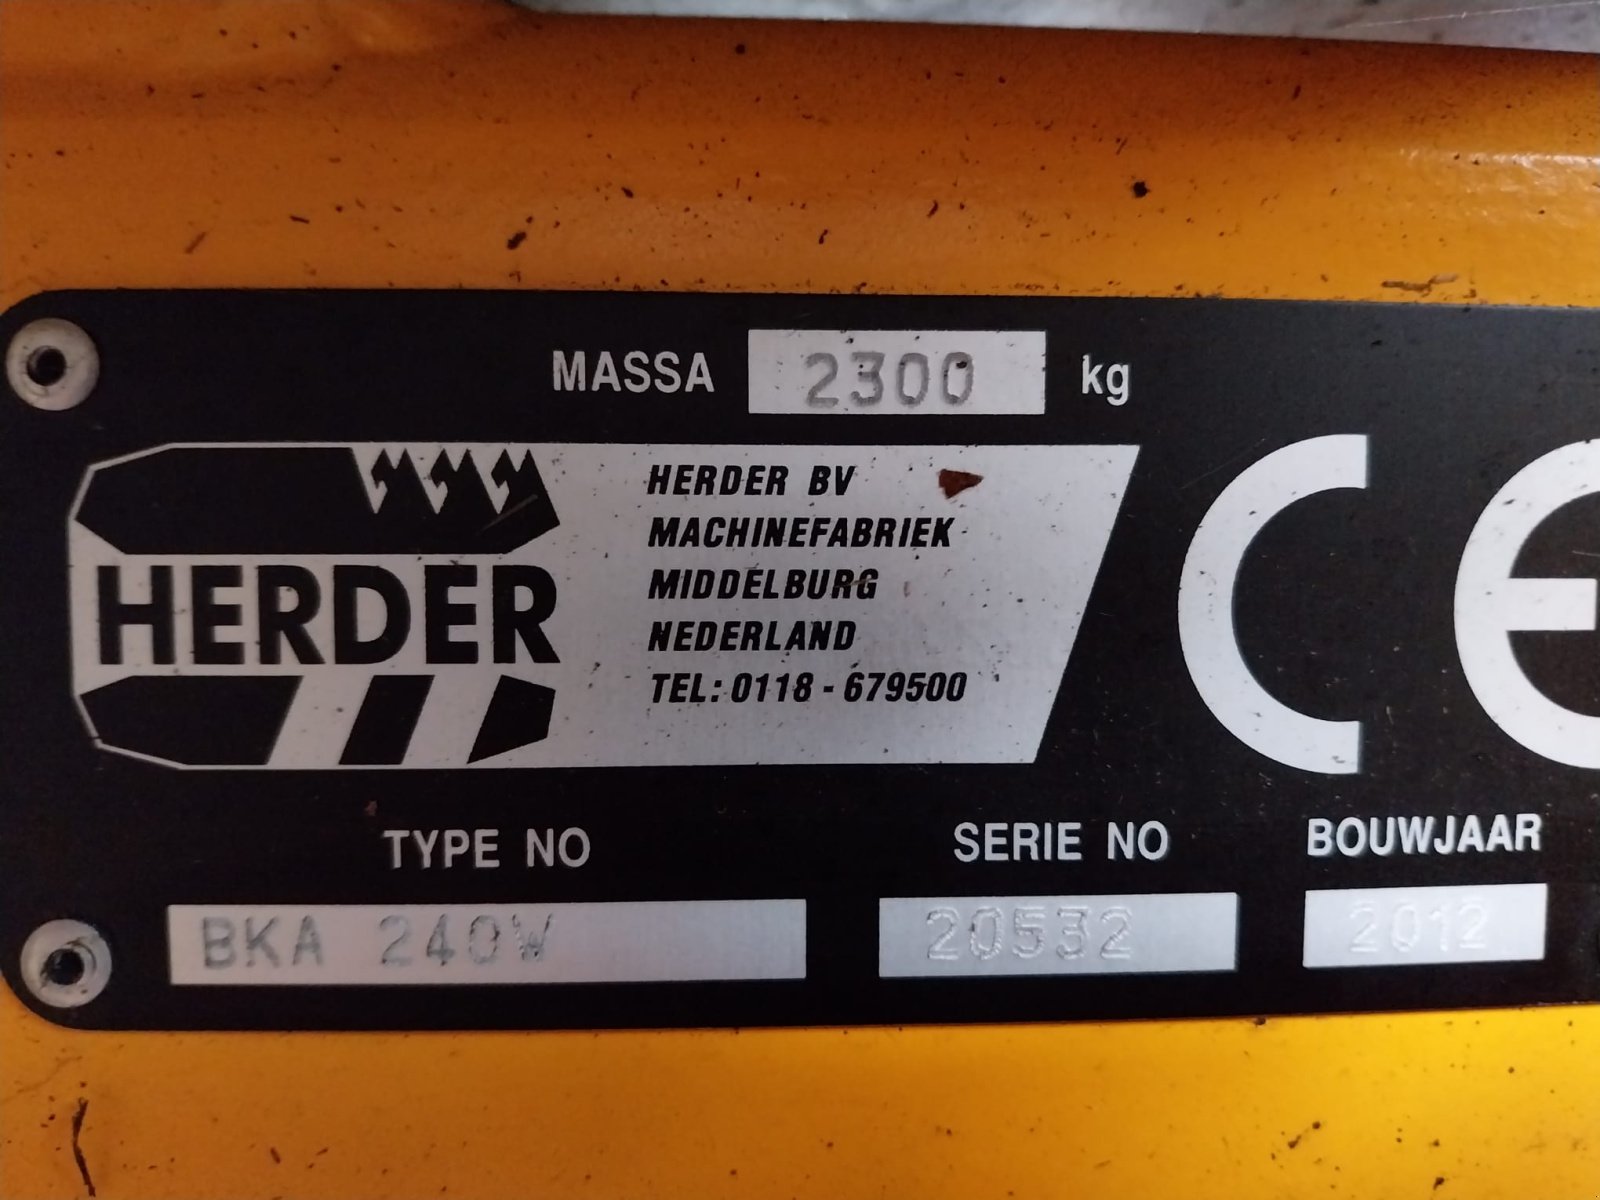 MASSA 2300 kg
HERDER
HERDER BV
MACHINEFABRIEK
MIDDELBURG
NEDERLAND
TEL: 0118 - 679500
CE
TYPE NO SERIE NO BOUWJAAR
BKA 240W 20532 2012